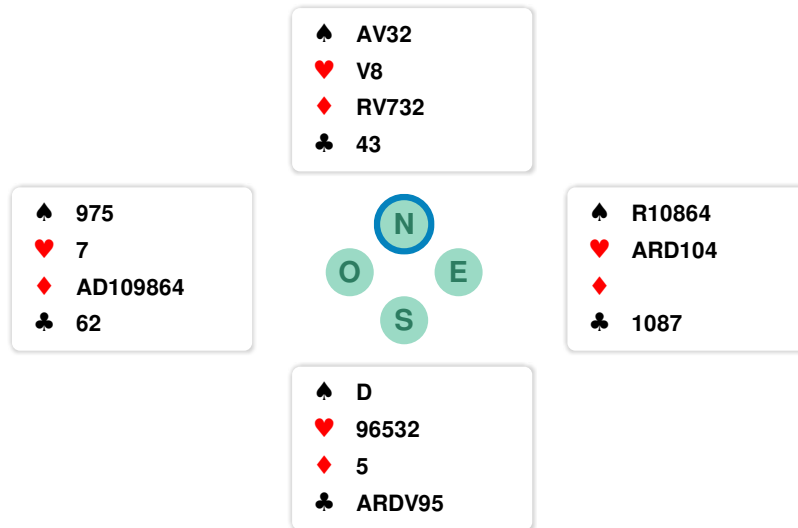 ♠ AV32
♥ V8
♦ RV732
♣ 43
♠ 975
♥ 7
♦ AD109864
♣ 62
N
O E
S
♠ R10864
♥ ARD104
♦
♣ 1087
♠ D
♥ 96532
♦ 5
♣ ARDV95